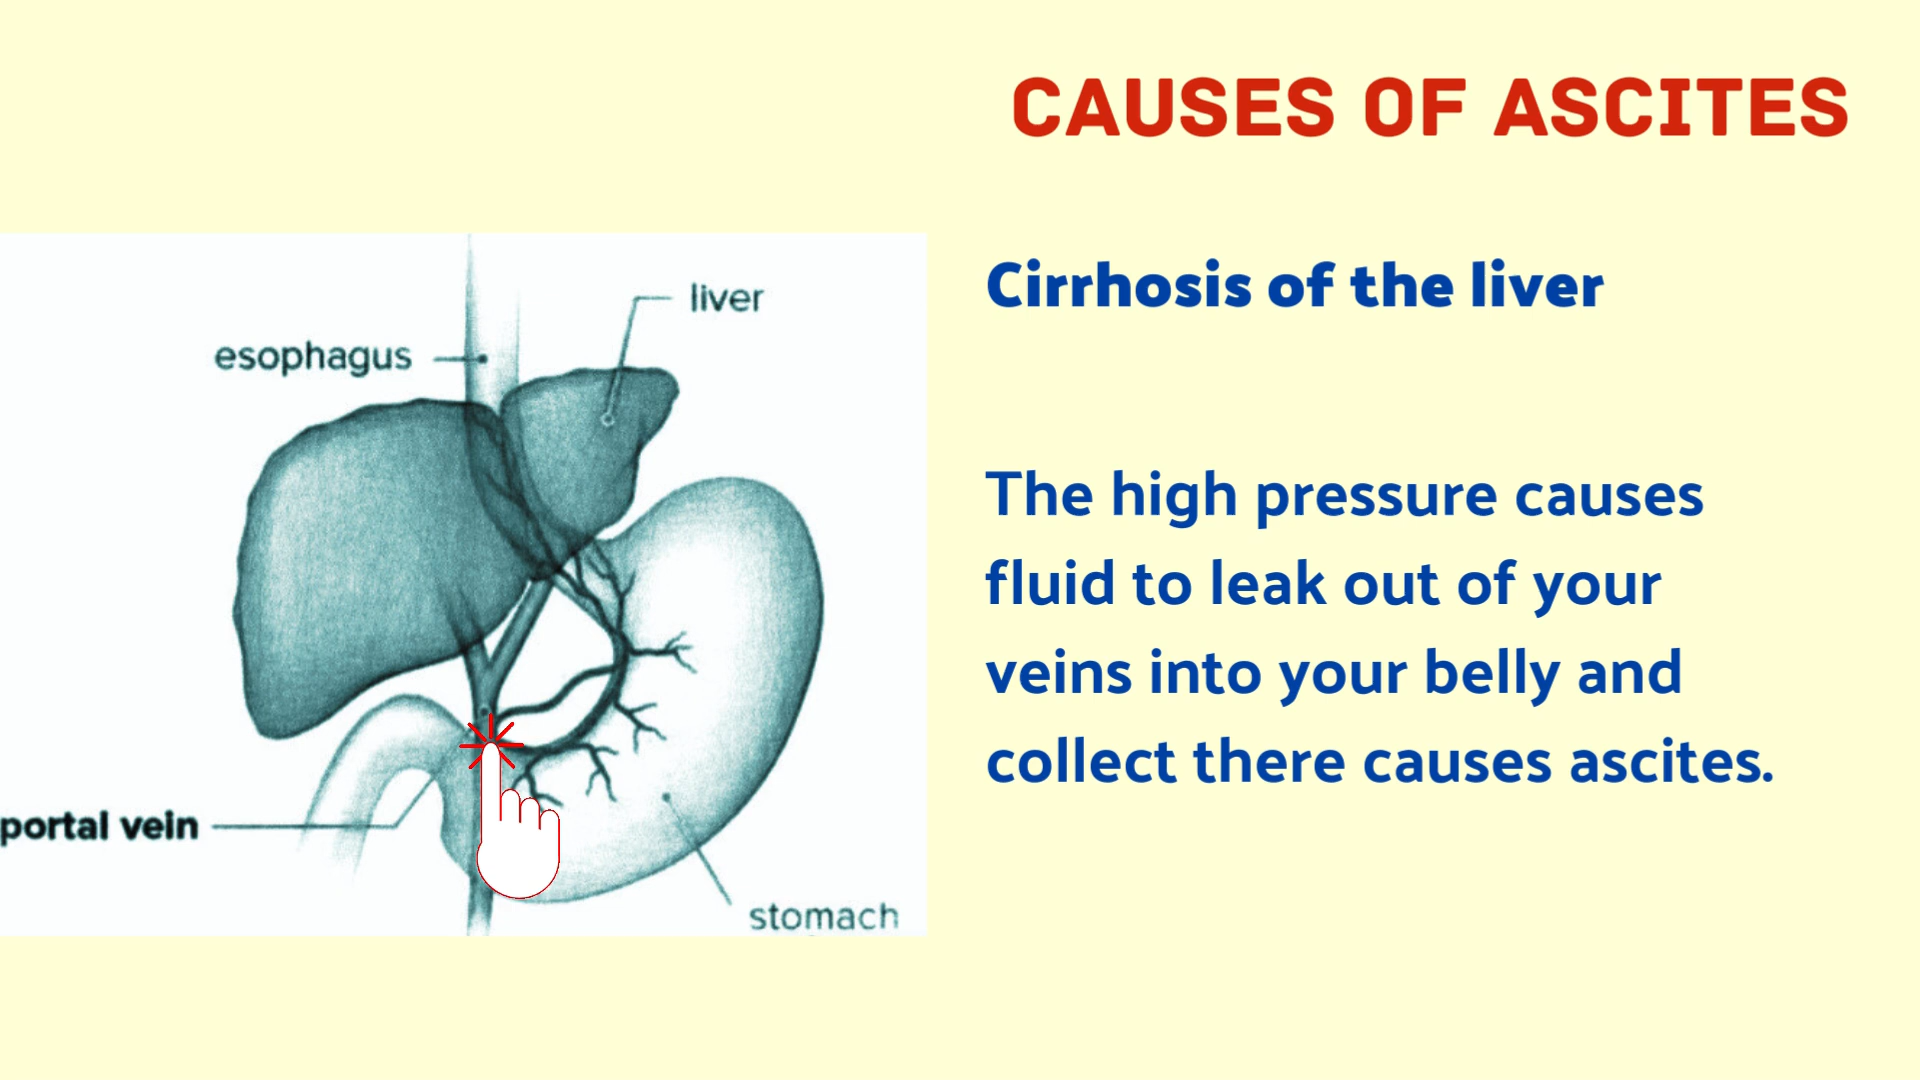 CAUSES OF ASCITES
liver
esophagus
portal vein
stomach
Cirrhosis of the liver
The high pressure causes
fluid to leak out of your
veins into your belly and
collect there causes ascites.